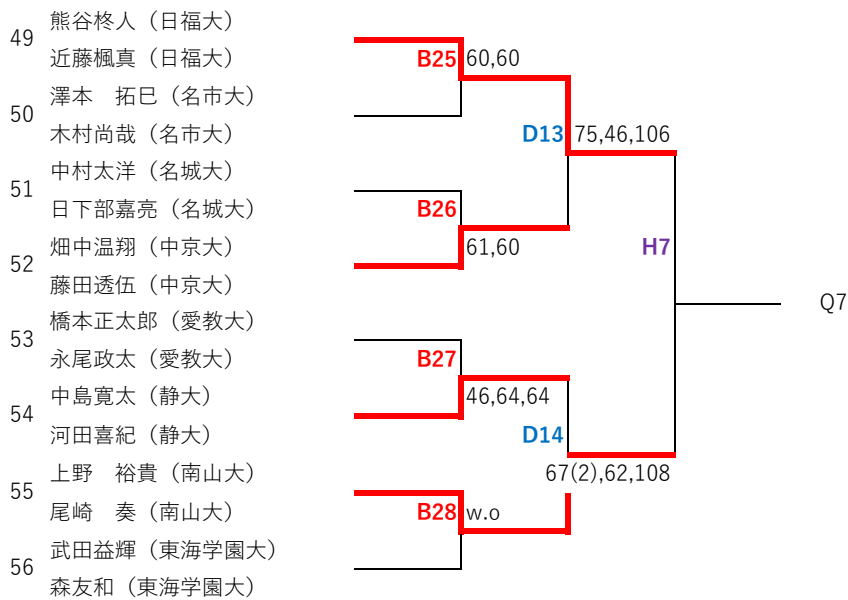 熊谷柊人（日福大）
49
近藤楓真（日福大）
B25 60,60
澤本　拓巳（名市大）
50
木村尚哉（名市大）
D13 75,46,106
中村太洋（名城大）
51
日下部嘉亮（名城大）
B26
畑中温翔（中京大）
61,60
H7
52
藤田透伍（中京大）
Q7
橋本正太郎（愛教大）
53
永尾政太（愛教大）
B27
中島寛太（静大）
46,64,64
54
河田喜紀（静大）
D14
上野　裕貴（南山大）
67(2),62,108
55
尾崎　奏（南山大）
B28 w.o
武田益輝（東海学園大）
56
森友和（東海学園大）